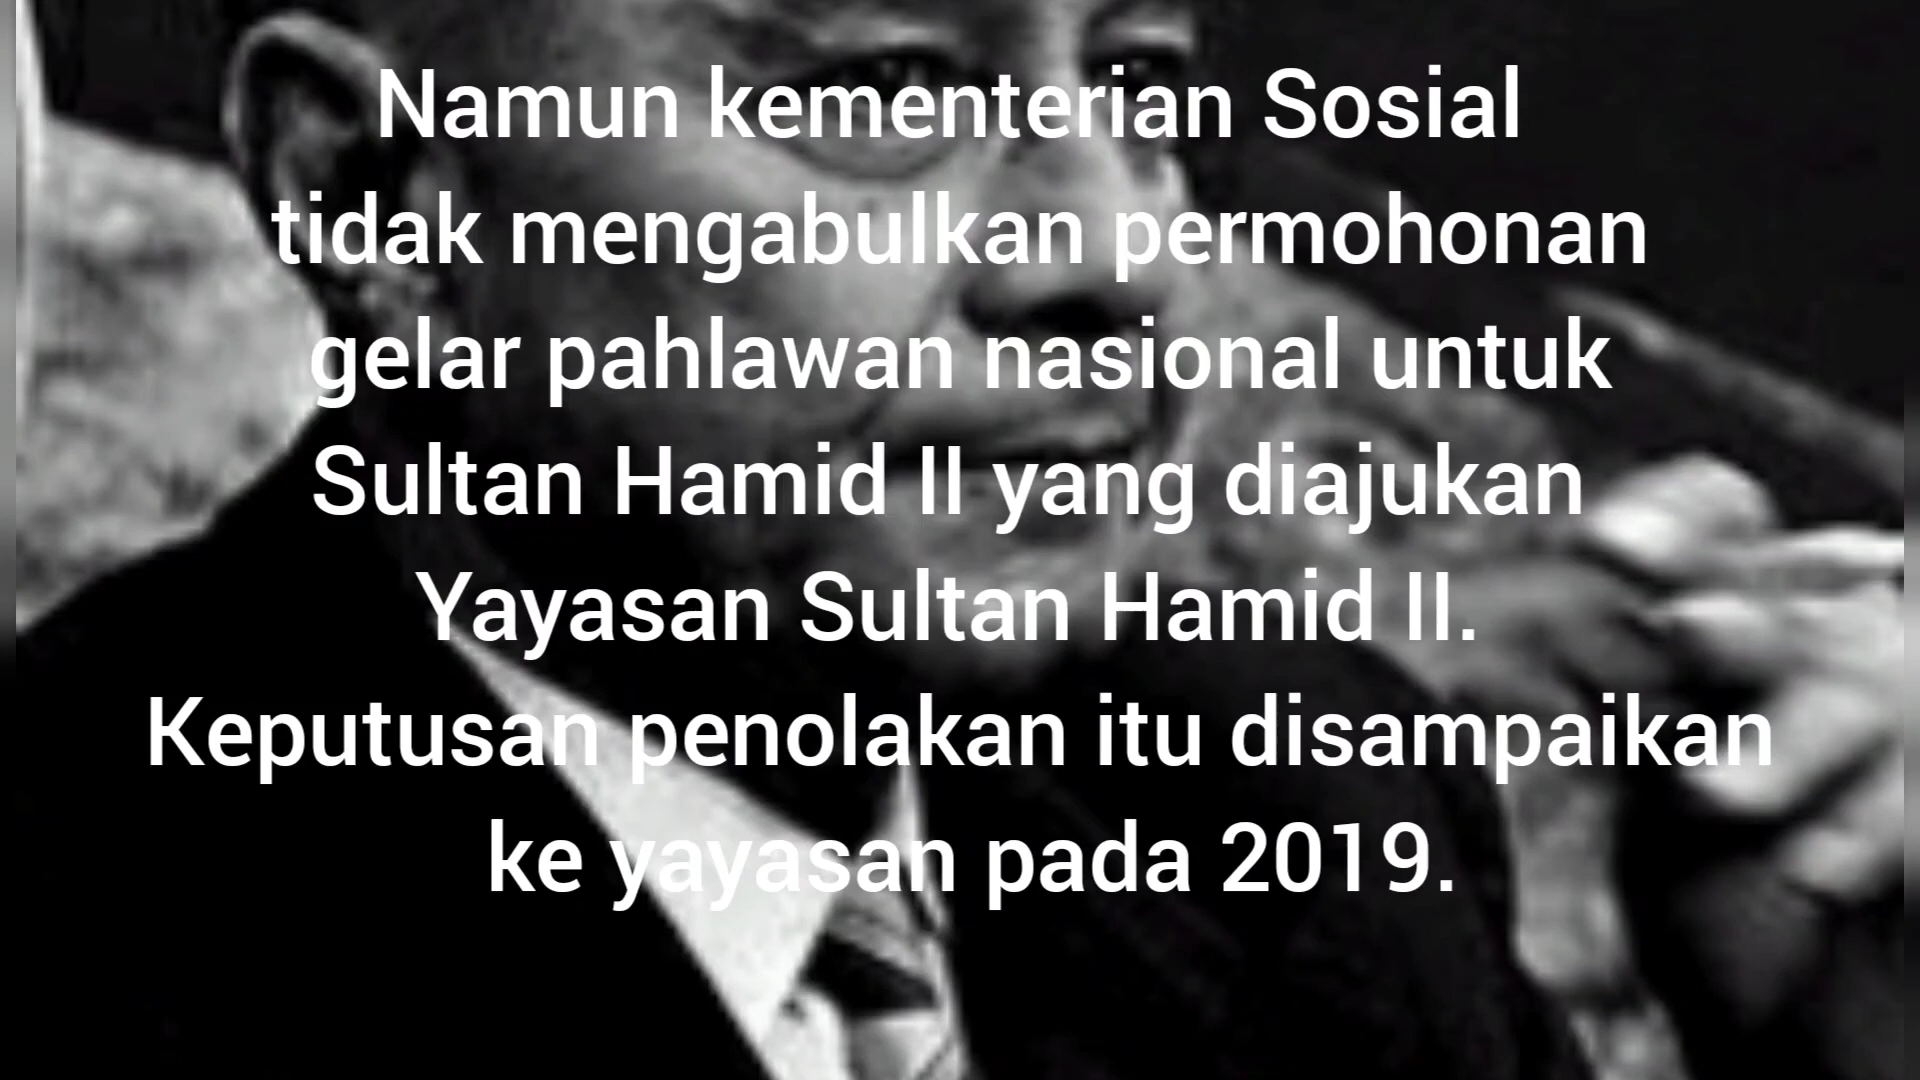 Namun kementerian Sosial
tidak mengabulkan permohonan
gelar pahlawan nasional untuk
Sultan Hamid II yang diajukan
Yayasan Sultan Hamid II.
Keputusan penolakan itu disampaikan
ke yayasan pada 2019.